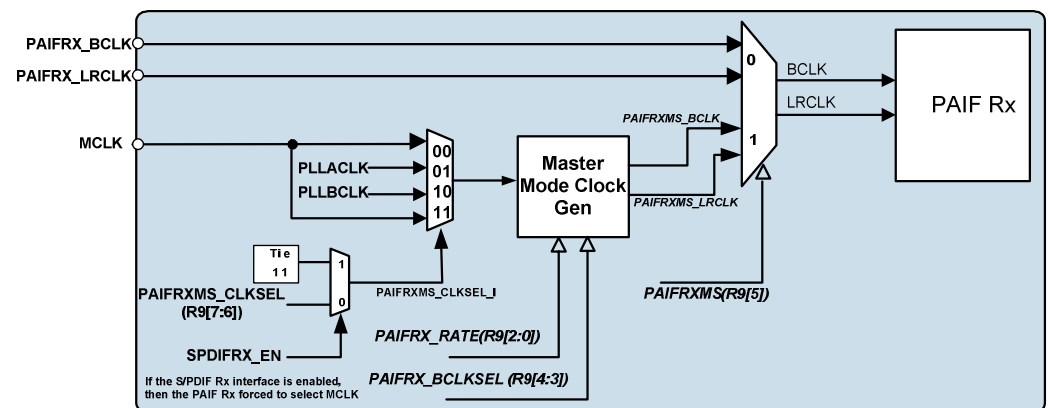 PAIFRX_BCLK
PAIFRX_LRCLK
MCLK
PLLACLK
PLLBCLK
00
01
10
11
Master
Mode Clock
Gen
PAIFRXMS_BCLK
PAIFRXMS_LRCLK
0
1
BCLK
LRCLK
PAIF Rx
Tie
11
1
0
PAIFRXMS_CLKSEL
(R9[7:6])
PAIFRXMS_CLKSEL_I
SPDIFRX_EN
PAIFRXMS(R9[5])
PAIFRX_RATE(R9[2:0])
PAIFRX_BCLKSEL (R9[4:3])
If the S/PDIF Rx interface is enabled,
then the PAIF Rx forced to select MCLK